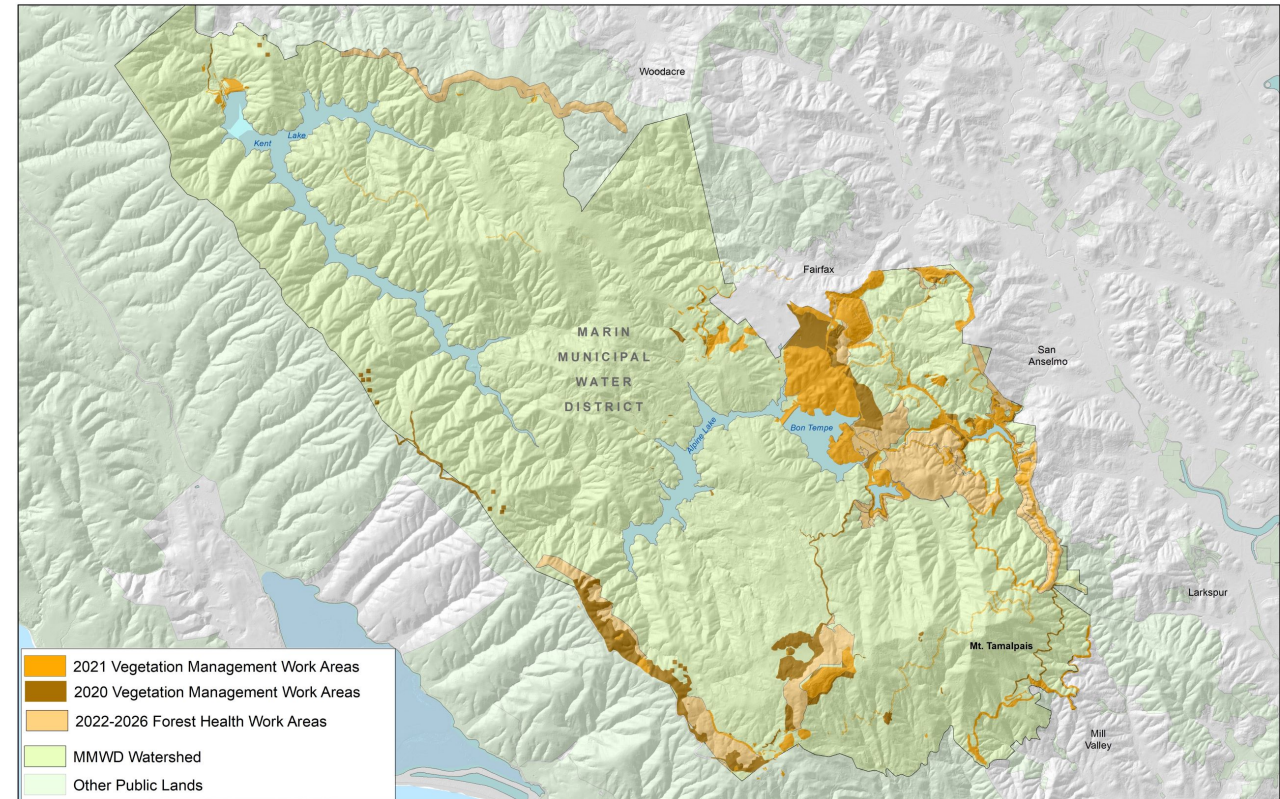 Woodacre
Kent
Lake
Fairfax
MARIN
MUNICIPAL
WATER
DISTRICT
San
Anselmo
Alpine Lake
Bon Tempe
Larkspur
Mt. Tamalpais
Mill
Valley
2021 Vegetation Management Work Areas
2020 Vegetation Management Work Areas
2022-2026 Forest Health Work Areas
MMWD Watershed
Other Public Lands